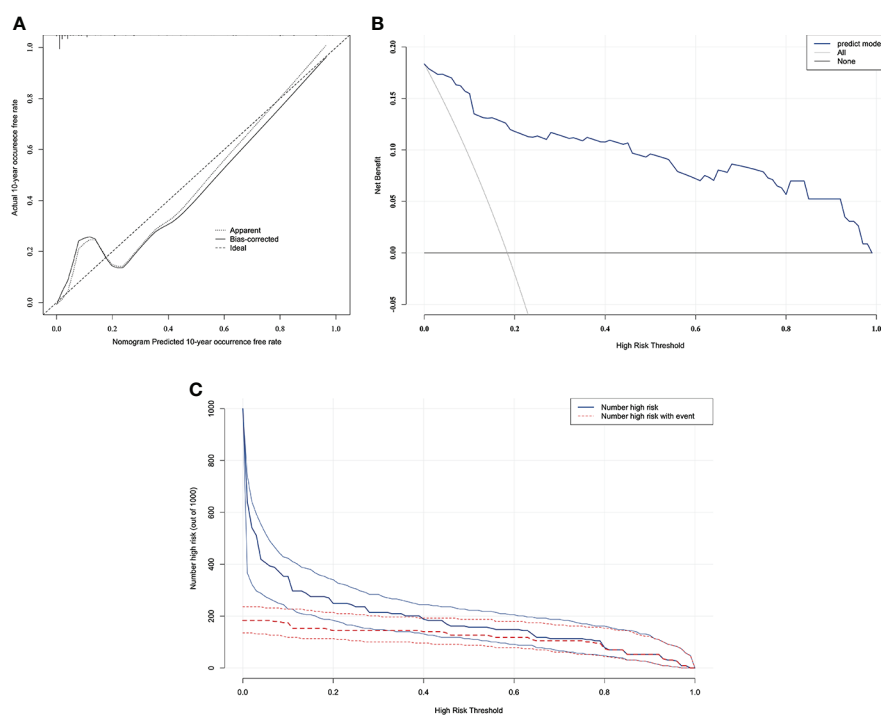 A
1.0
0.8
0.6
0.4
0.2
0.0
Actual 10-year occurreece free rate
Apparent
Bias-corrected
Ideal
0.0 0.2 0.4 0.6 0.8 1.0
Nomogram Predicted 10-year occurrence free rate
B
0.20
0.15
0.10
0.05
0.00
-0.05
Net Benefit
predict mode
All
None
0.0 0.2 0.4 0.6 0.8 1.0
High Risk Threshold
C
1000
800
600
400
200
0
Number high risk (out of 1000)
Number high risk
Number high risk with event
0.0 0.2 0.4 0.6 0.8 1.0
High Risk Threshold